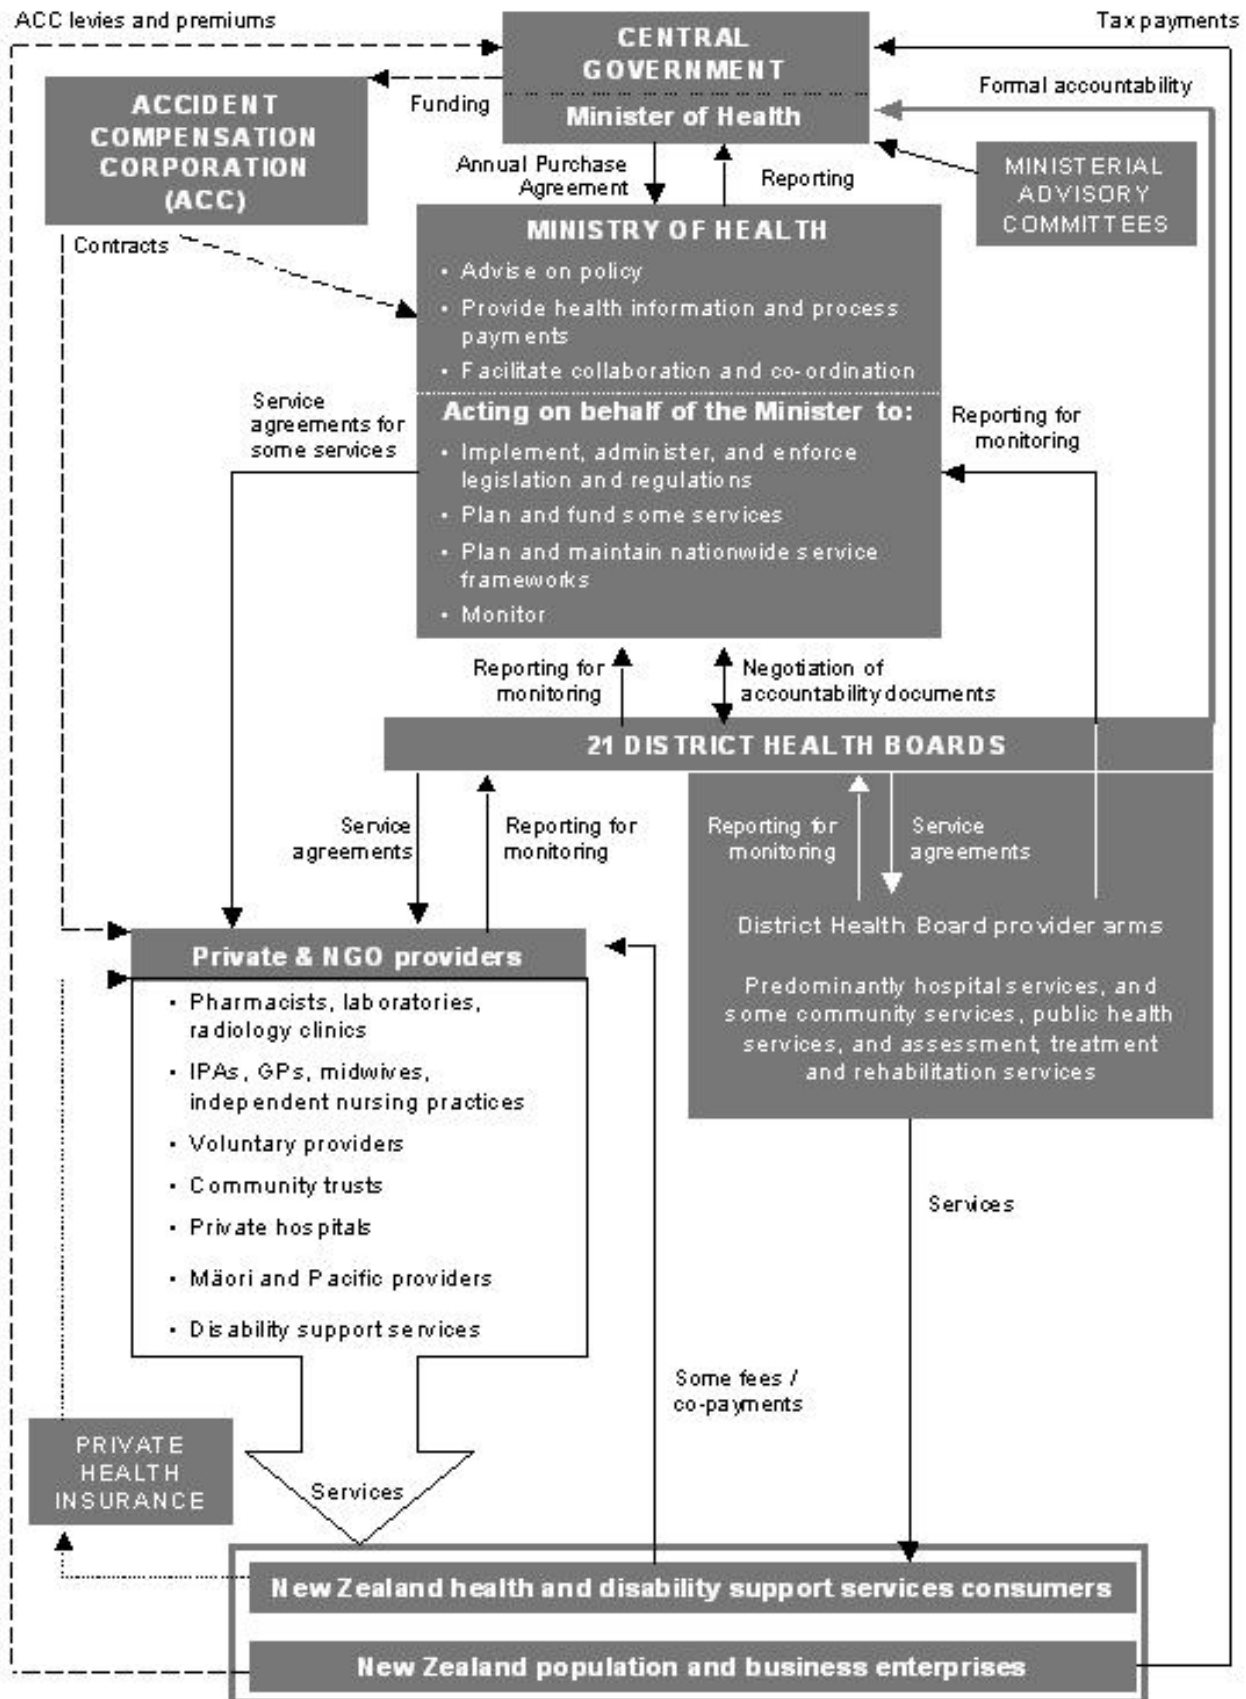 ACC levies and premiums
Tax payments
CENTRAL
GOVERNMENT
Minister of Health
Funding
Formal accountability
ACCIDENT
COMPENSATION
CORPORATION
(ACC)
Annual Purchase
Agreement
Reporting
MINISTERIAL
ADVISORY
COMMITTEES
Contracts
MINISTRY OF HEALTH
• Advise on policy
• Provide health information and process
payments
• Facilitate collaboration and co-ordination
Acting on behalf of the Minister to:
• Implement, administer, and enforce
legislation and regulations
• Plan and fund some services
• Plan and maintain nationwide service
frameworks
• Monitor
Service
agreements for
some services
Reporting for
monitoring
Reporting for
monitoring
Negotiation of
accountability documents
21 DISTRICT HEALTH BOARDS
Service
agreements
Reporting for
monitoring
Reporting for
monitoring
Service
agreements
District Health Board provider arms
Predominantly hospital services, and
some community services, public health
services, and assessment, treatment
and rehabilitation services
Private & NGO providers
• Pharmacists, laboratories,
radiology clinics
• IPAs, GPs, midwives,
independent nursing practices
• Voluntary providers
• Community trusts
• Private hospitals
• Mäori and Pacific providers
• Disability support services
Services
Some fees /
co-payments
PRIVATE
HEALTH
INSURANCE
Services
New Zealand health and disability support services consumers
New Zealand population and business enterprises